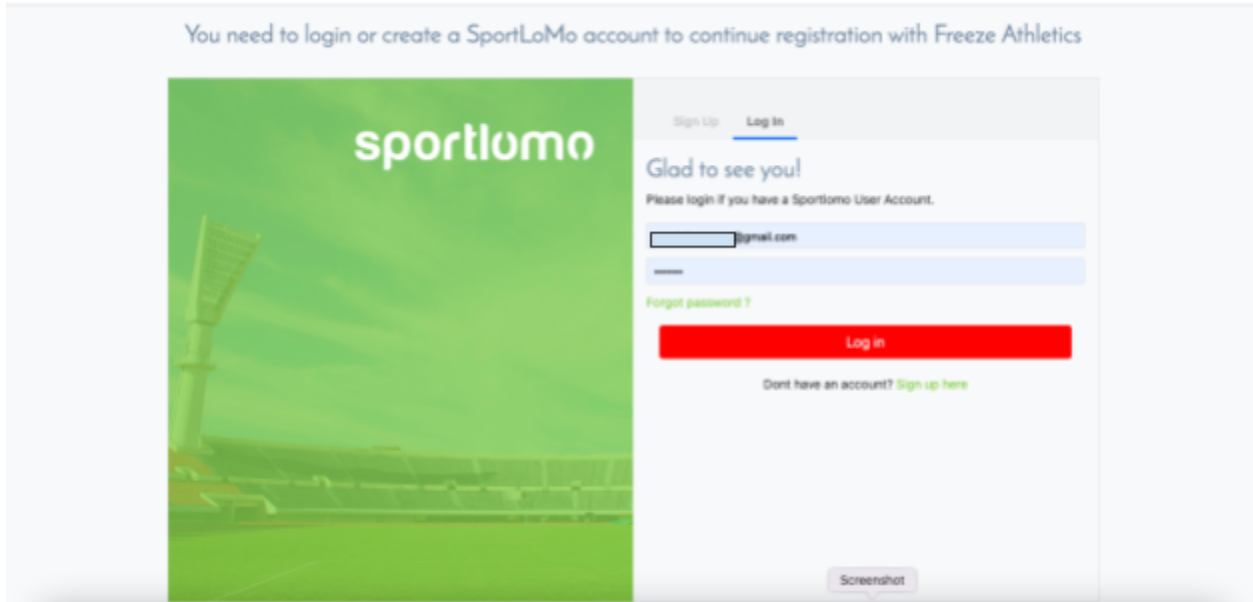 You need to login or create a SportLoMo account to continue registration with Freeze Athletics
sportlomo
Sign Up Log In
Glad to see you!
Please login if you have a Sportlomo User Account.
@gmail.com
Forgot password ?
Log in
Dont have an account? Sign up here
Screenshot